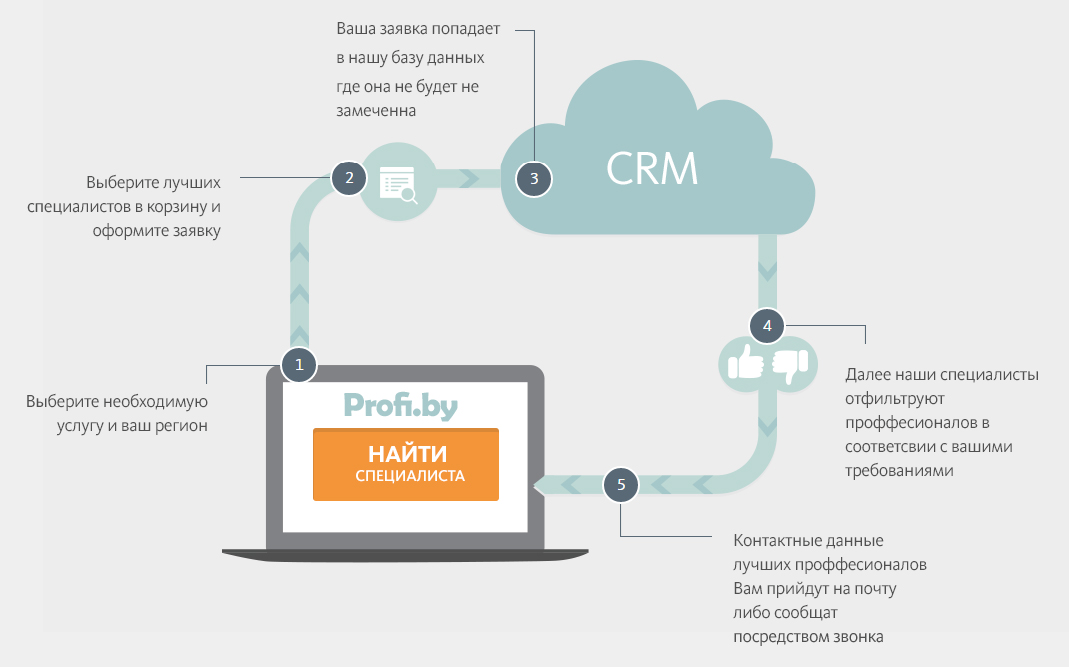 Ваша заявка попадает
в нашу базу данных
где она не будет не
замеченна
CRM
3
2
Выберите лучших
специалистов в корзину и
оформите заявку
1
Выберите необходимую
услугу и ваш регион
Profi.by
НАЙТИ
СПЕЦИАЛИСТА
4
Далее наши специалисты
отфильтруют
проффесионалов в
соответсвии с вашими
требованиями
5
Контактные данные
лучших проффесионалов
Вам прийдут на почту
либо сообщат
посредством звонка